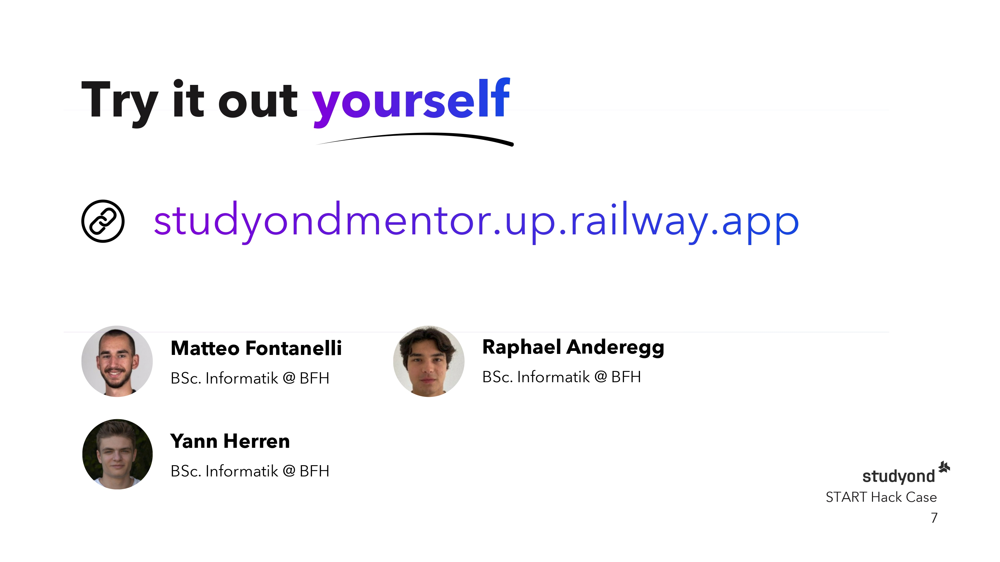 Try it out yourself
studyondmentor.up.railway.app
Matteo Fontanelli
BSc. Informatik @ BFH
Raphael Anderegg
BSc. Informatik @ BFH
Yann Herren
BSc. Informatik @ BFH
studyond
START Hack Case
7